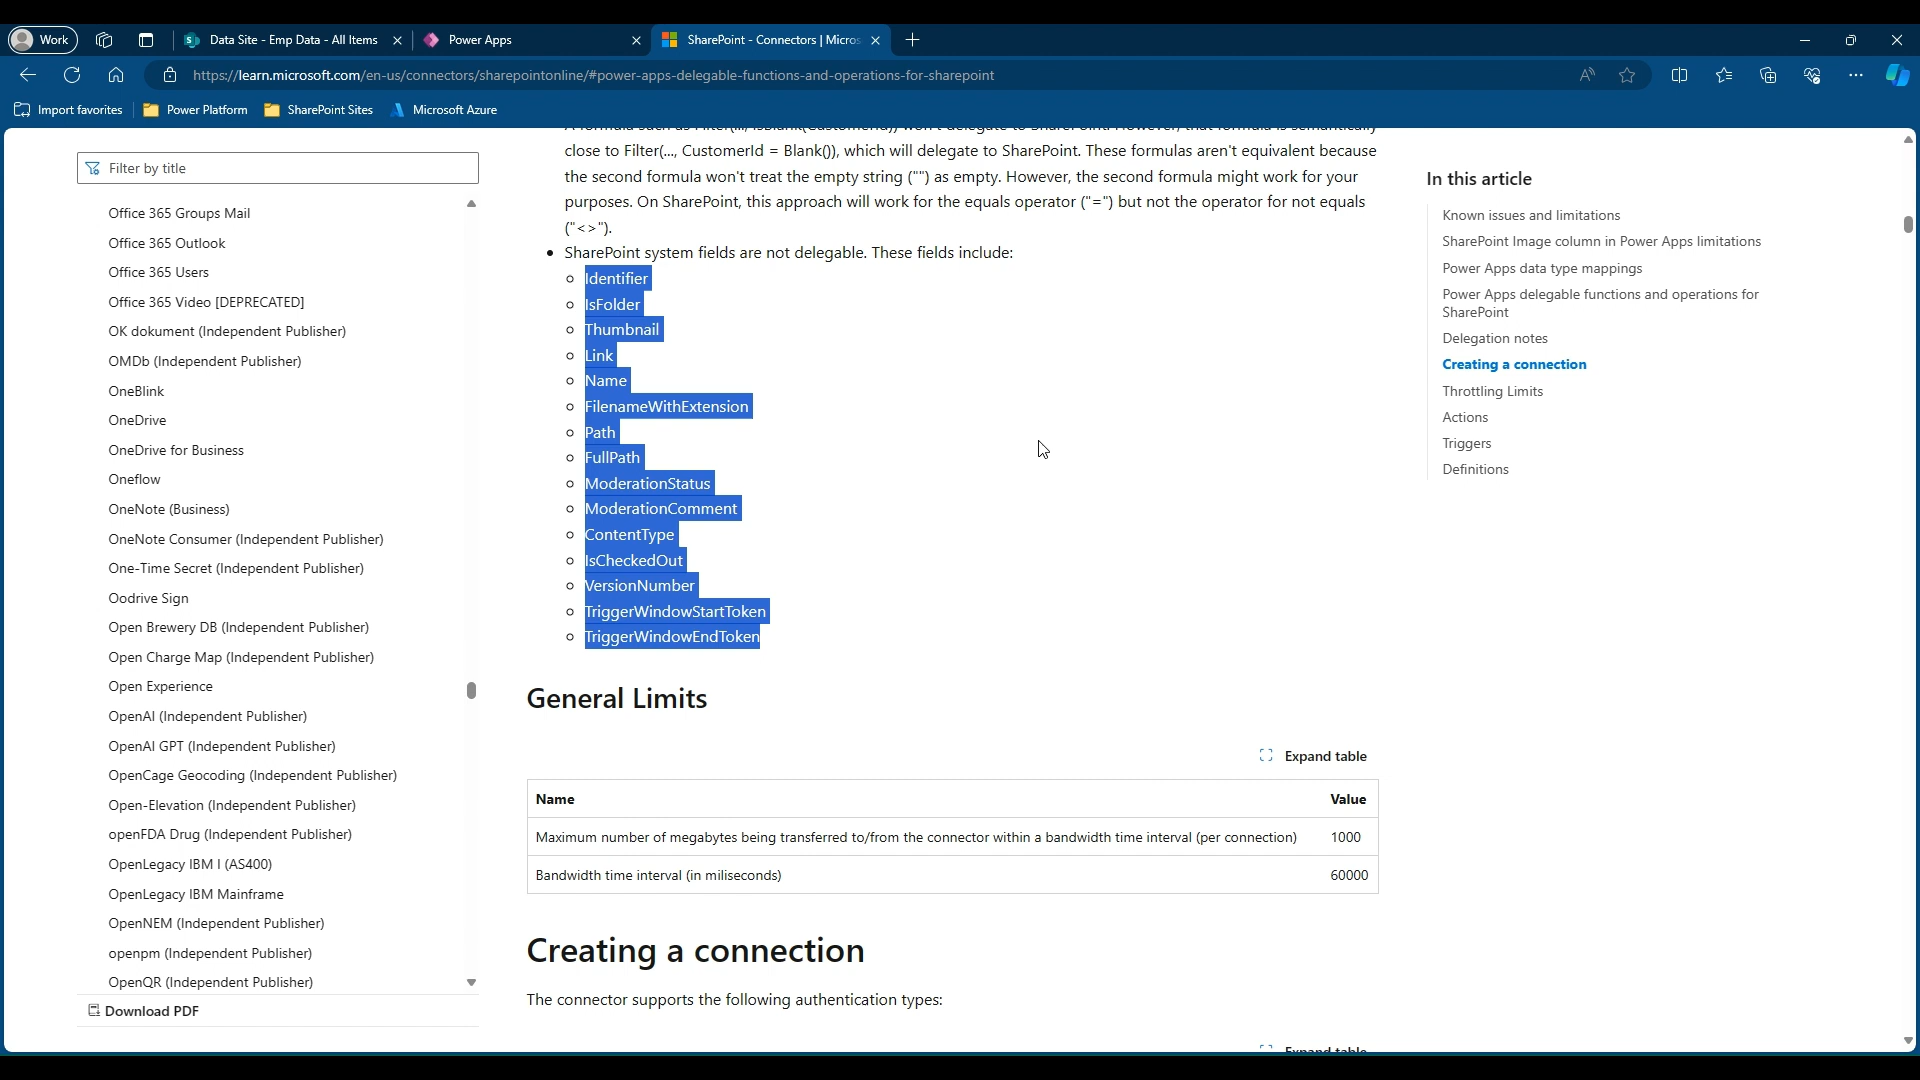 Work
Data Site - Emp Data - All Items
Power Apps
SharePoint - Connectors | Micros
https://learn.microsoft.com/en-us/connectors/sharepointonline/#power-apps-delegable-functions-and-operations-for-sharepoint
Import favorites
Power Platform
SharePoint Sites
Microsoft Azure
Filter by title
Office 365 Groups Mail
Office 365 Outlook
Office 365 Users
Office 365 Video [DEPRECATED]
OK dokument (Independent Publisher)
OMDb (Independent Publisher)
OneBlink
OneDrive
OneDrive for Business
Oneflow
OneNote (Business)
OneNote Consumer (Independent Publisher)
One-Time Secret (Independent Publisher)
Oodrive Sign
Open Brewery DB (Independent Publisher)
Open Charge Map (Independent Publisher)
Open Experience
OpenAI (Independent Publisher)
OpenAI GPT (Independent Publisher)
OpenCage Geocoding (Independent Publisher)
Open-Elevation (Independent Publisher)
openFDA Drug (Independent Publisher)
OpenLegacy IBM I (AS400)
OpenLegacy IBM Mainframe
OpenNEM (Independent Publisher)
openpm (Independent Publisher)
OpenQR (Independent Publisher)
Download PDF
close to Filter(..., CustomerId = Blank()), which will delegate to SharePoint. These formulas aren't equivalent because
the second formula won't treat the empty string ("") as empty. However, the second formula might work for your
purposes. On SharePoint, this approach will work for the equals operator ("=") but not the operator for not equals
("<>").
SharePoint system fields are not delegable. These fields include:
Identifier
IsFolder
Thumbnail
Link
Name
FilenameWithExtension
Path
FullPath
ModerationStatus
ModerationComment
ContentType
IsCheckedOut
VersionNumber
TriggerWindowStartToken
TriggerWindowEndToken
General Limits
Expand table
Name Value
Maximum number of megabytes being transferred to/from the connector within a bandwidth time interval (per connection) 1000
Bandwidth time interval (in miliseconds) 60000
Creating a connection
The connector supports the following authentication types:
Expand table
In this article
Known issues and limitations
SharePoint Image column in Power Apps limitations
Power Apps data type mappings
Power Apps delegable functions and operations for
SharePoint
Delegation notes
Creating a connection
Throttling Limits
Actions
Triggers
Definitions